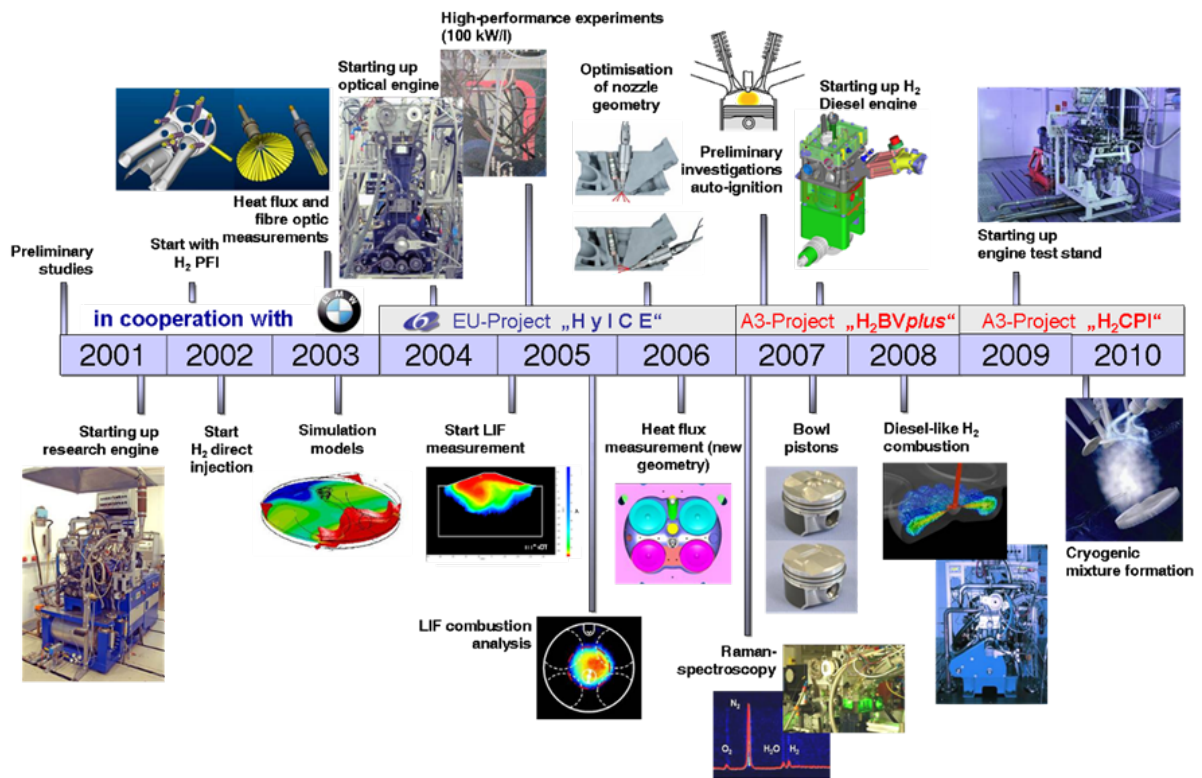 High-performance experiments
(100 kW/l)
Starting up
optical engine
Optimisation
of nozzle
geometry
Starting up H2
Diesel engine
Preliminary
investigations
auto-ignition
Heat flux and
fibre optic
measurements
Start with
H2 PFI
Preliminary
studies
Starting up
engine test stand
in cooperation with
BMW
6
EU-Project „H y I C E“
A3-Project „H2BVplus“
A3-Project „H2CPI“
2001
2002
2003
2004
2005
2006
2007
2008
2009
2010
Starting up
research engine
Start
H2 direct
injection
Simulation
models
Start LIF
measurement
Heat flux
measurement (new
geometry)
Bowl
pistons
Diesel-like H2
combustion
Cryogenic
mixture formation
LIF combustion
analysis
Raman-
spectroscopy
N2
O2
H2O
H2